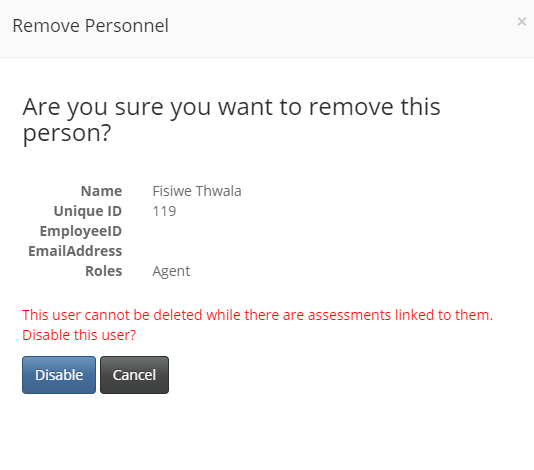 Remove Personnel ×
Are you sure you want to remove this
person?
Name Fisiwe Thwala
Unique ID 119
EmployeeID
EmailAddress
Roles Agent
This user cannot be deleted while there are assessments linked to them.
Disable this user?
Disable Cancel